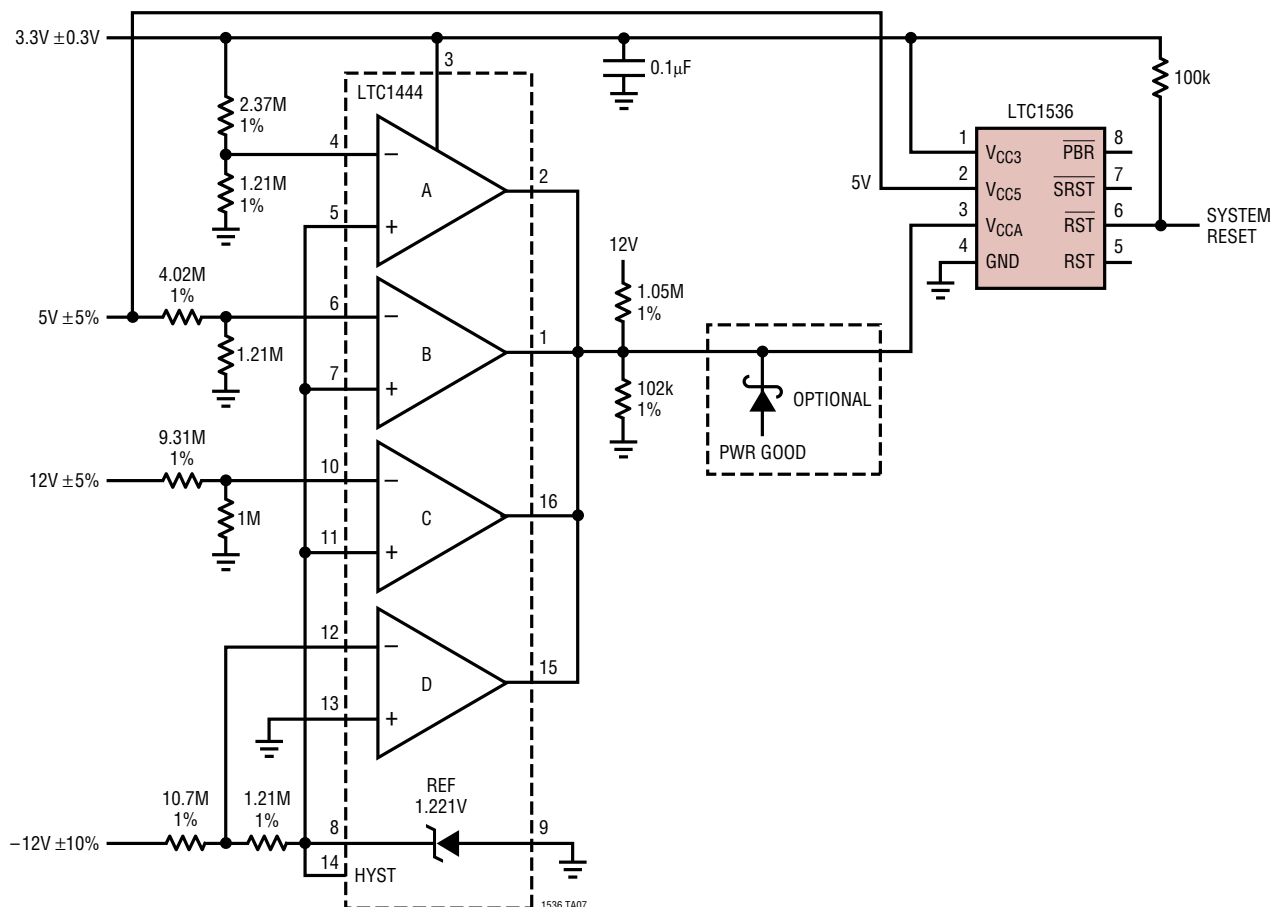 3.3V ±0.3V
3
0.1µF
100k
LTC1444
2.37M
1%
1.21M
1%
4
–
A
2
5
+
LTC1536
1
VCC3
PBR
8
5V
2
VCC5
SRST
7
3
VCCA
RST
6
SYSTEM
RESET
4
GND
RST
5
4.02M
1%
5V ±5%
1.21M
6
–
B
1
7
+
12V
1.05M
1%
102k
1%
OPTIONAL
PWR GOOD
9.31M
1%
12V ±5%
1M
10
–
C
16
11
+
12
–
D
15
13
+
REF
1.221V
10.7M
1%
1.21M
1%
–12V ±10%
8
9
14
HYST
1536 TA07